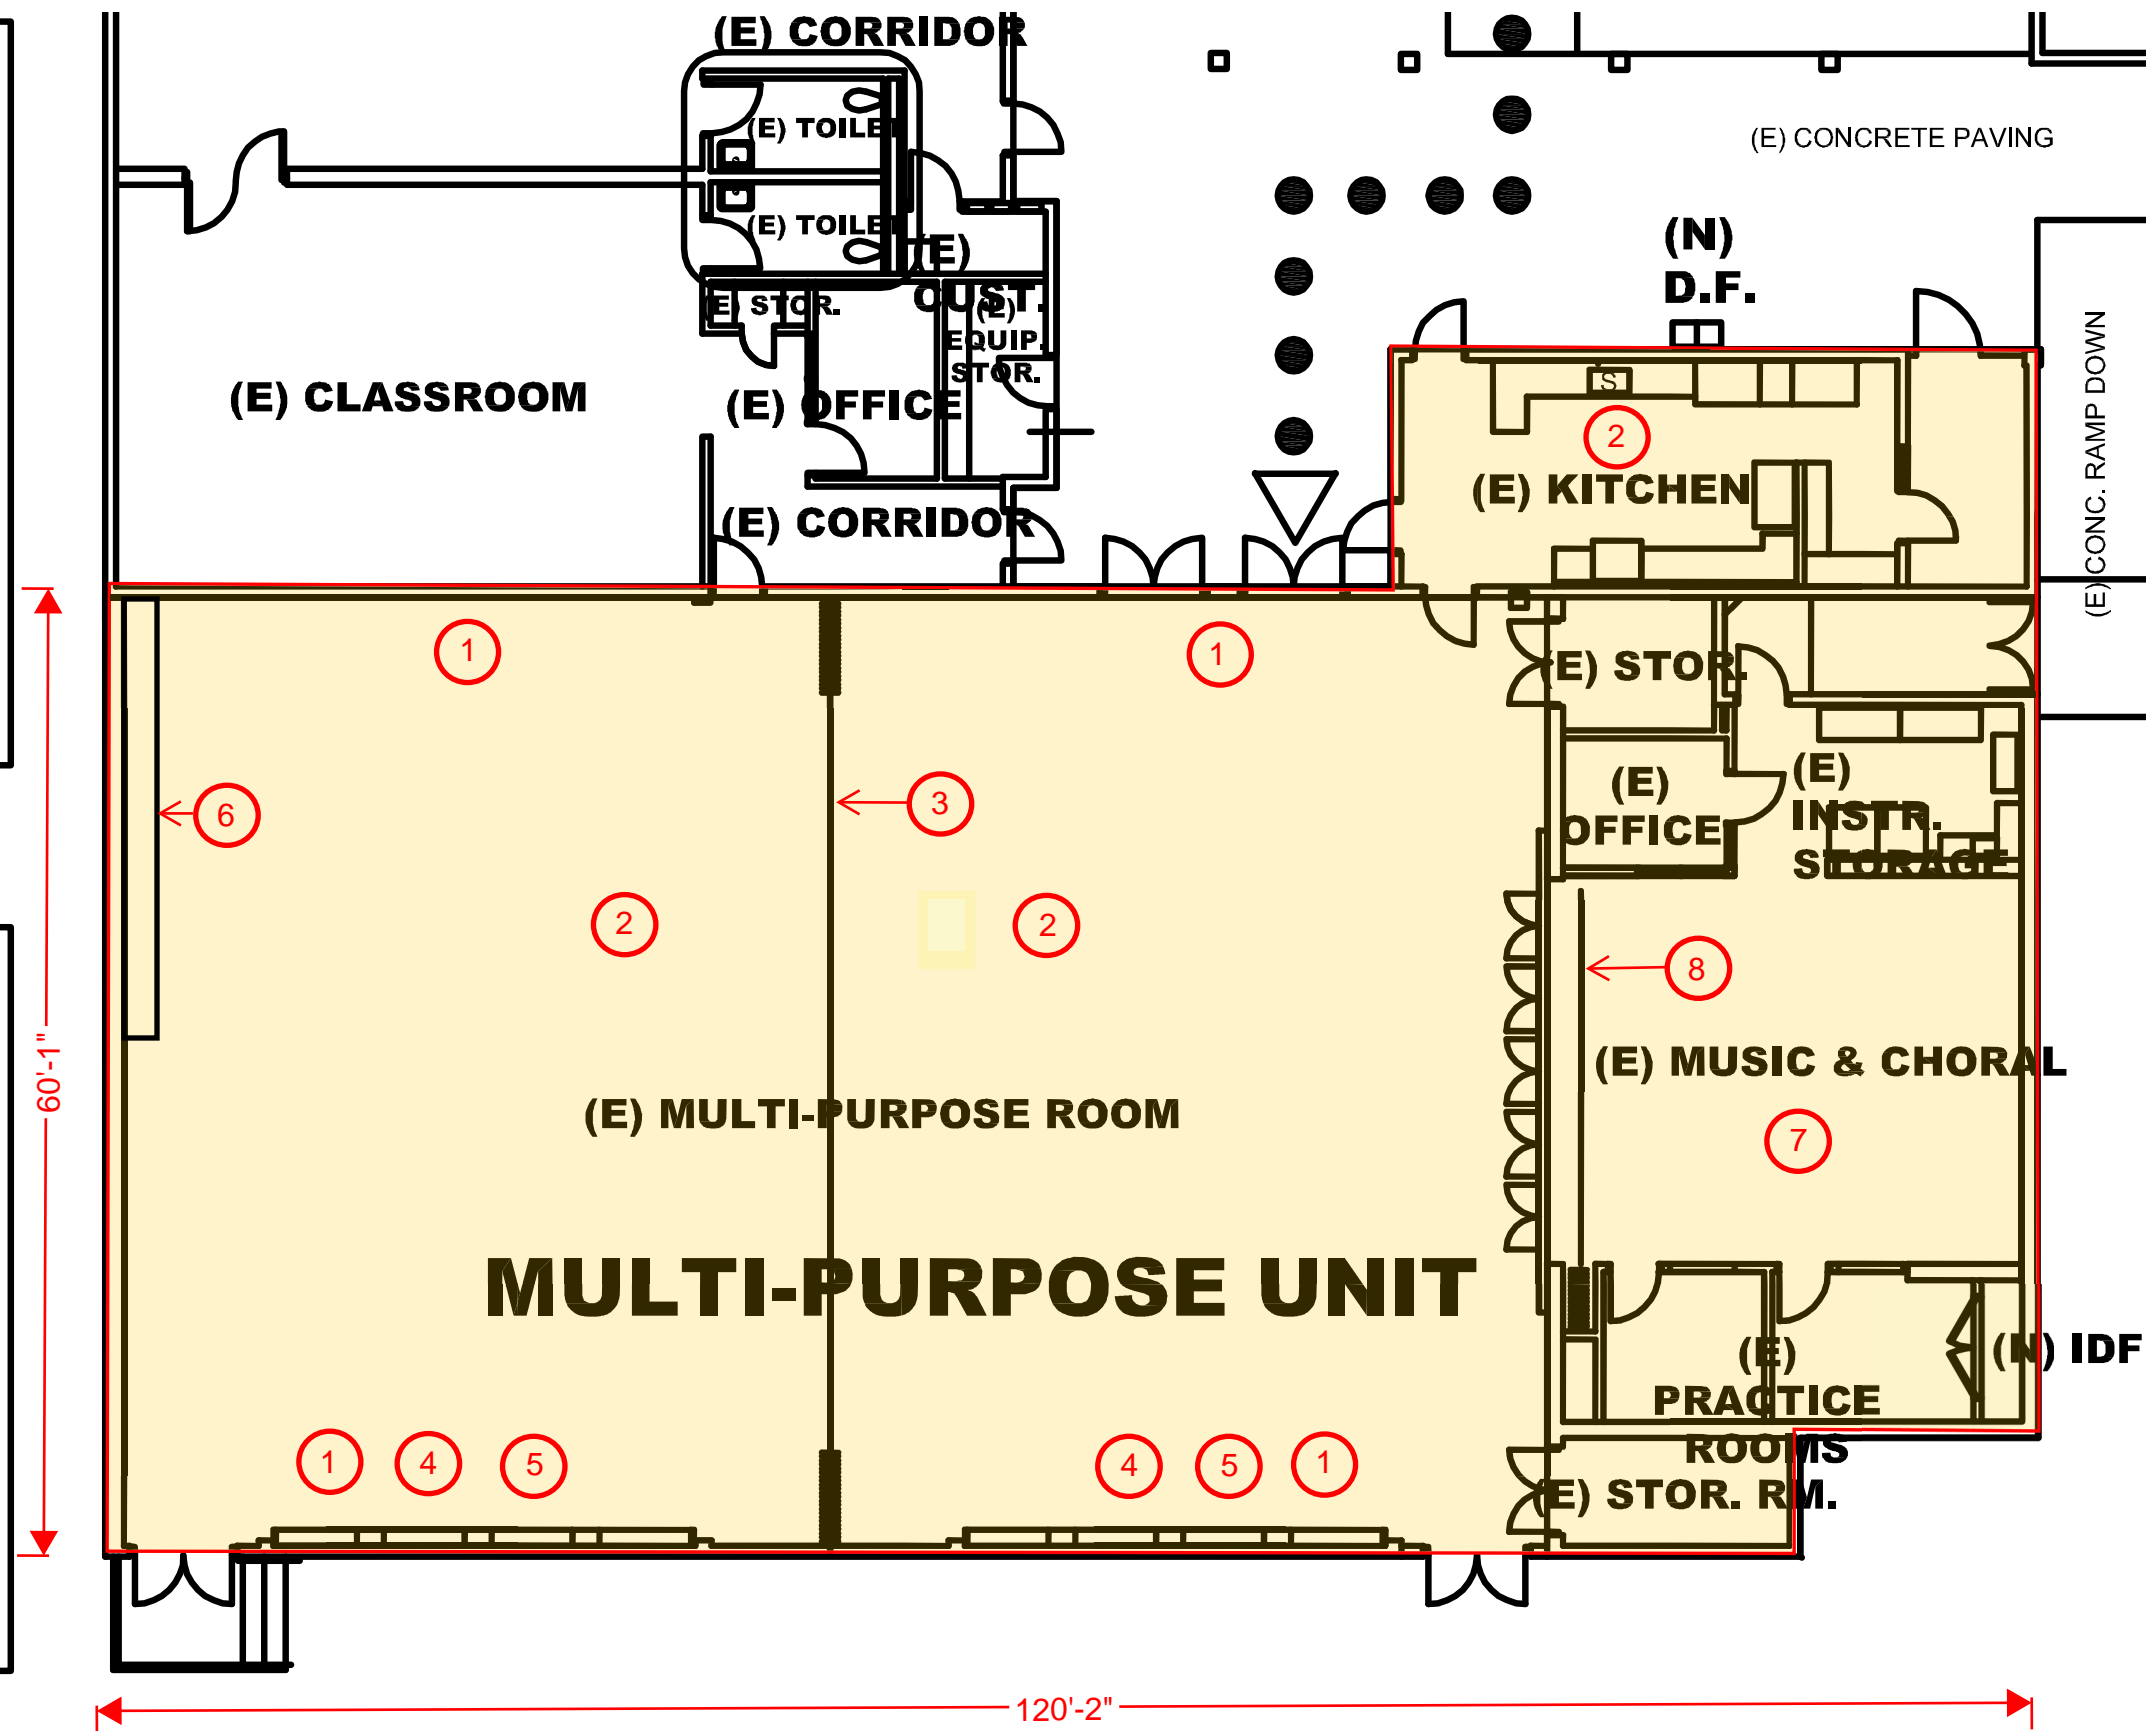 (E) CORRIDOR
(E) TOILET
(E) CONCRETE PAVING
(E) TOILET
(N)
D.F.
(E)
CUST.
(E) STOR.
(E)
EQUIP.
STOR.
(E) CONC. RAMP DOWN
(E) CLASSROOM
(E) OFFICE
S
2
(E) KITCHEN
(E) CORRIDOR
1
1
(E) STOR.
6
3
(E)
OFFICE
(E)
INSTR.
STORAGE
2
2
8
60'-1"
(E) MULTI-PURPOSE ROOM
(E) MUSIC & CHORAL
7
MULTI-PURPOSE UNIT
(E)
PRACTICE
ROOMS
(N) IDF
1
4
5
4
5
1
(E) STOR. RM.
120'-2"